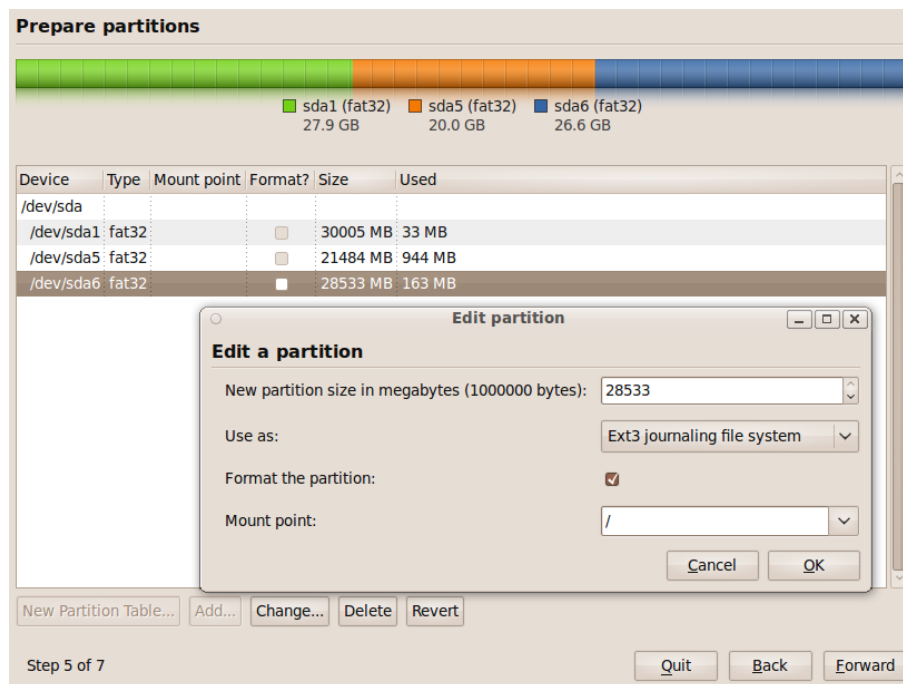 Prepare partitions
sda1 (fat32) sda5 (fat32) sda6 (fat32)
27.9 GB 20.0 GB 26.6 GB
Device Type Mount point Format? Size Used
/dev/sda
/dev/sda1 fat32 30005 MB 33 MB
/dev/sda5 fat32 21484 MB 944 MB
/dev/sda6 fat32 28533 MB 163 MB
Edit partition
Edit a partition
New partition size in megabytes (1000000 bytes): 28533
Use as: Ext3 journaling file system
Format the partition:
Mount point: /
Cancel OK
New Partition Table... Add... Change... Delete Revert
Step 5 of 7 Quit Back Forward